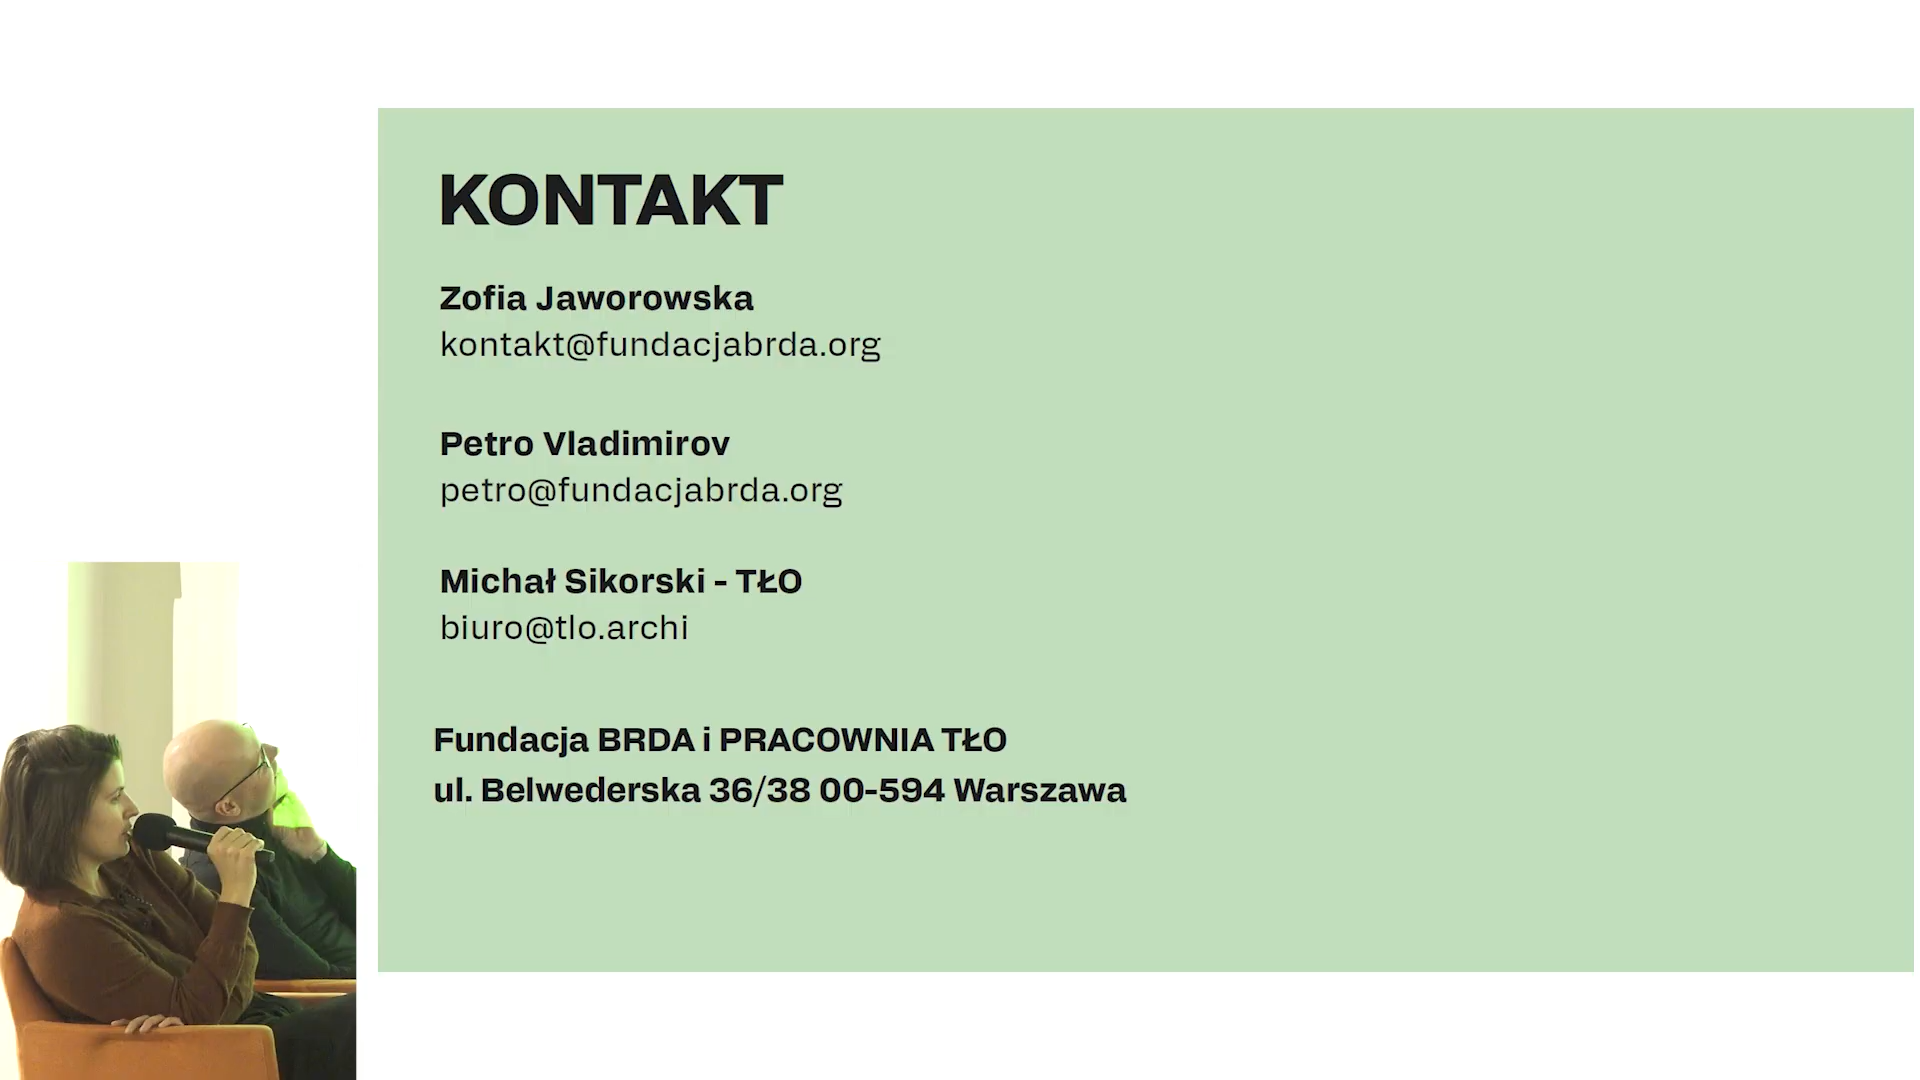 KONTAKT
Zofia Jaworowska
kontakt@fundacjabrda.org
Petro Vladimirov
petro@fundacjabrda.org
Michał Sikorski - TŁO
biuro@tlo.archi
Fundacja BRDA i PRACOWNIA TŁO
ul. Belwederska 36/38 00-594 Warszawa